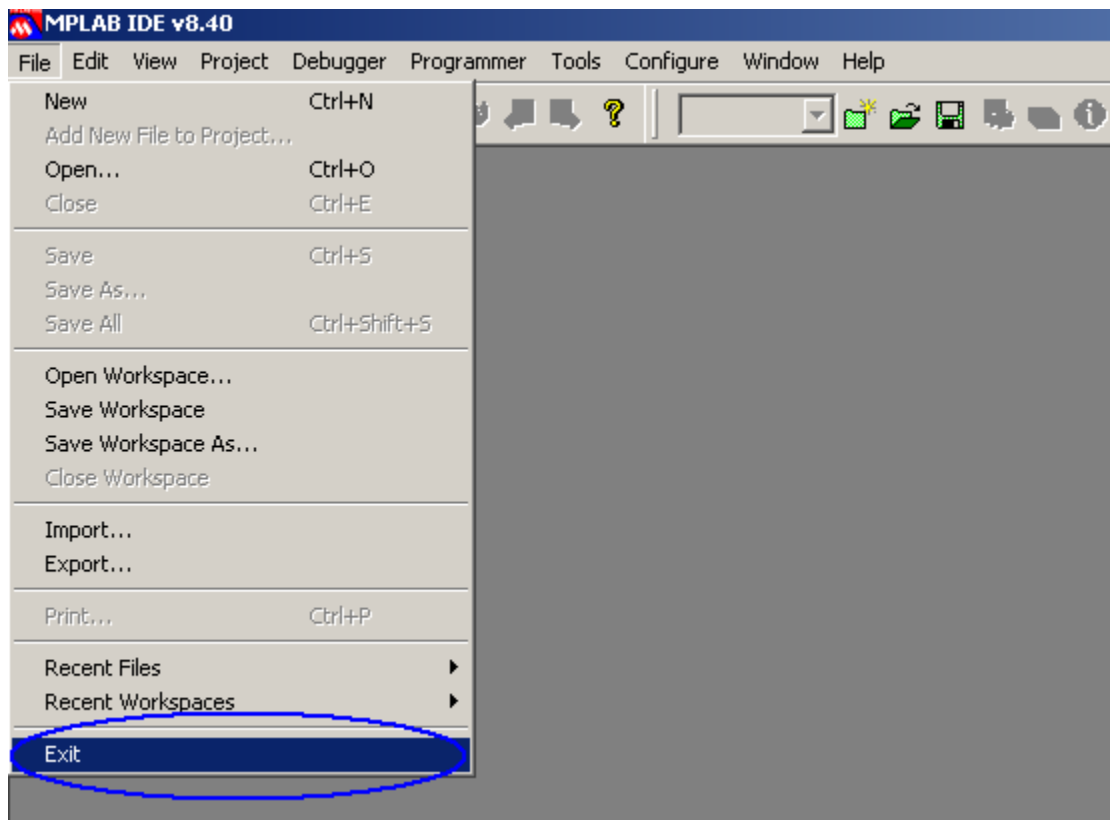 MPLAB IDE v8.40
File Edit View Project Debugger Programmer Tools Configure Window Help
New Ctrl+N
Add New File to Project...
Open... Ctrl+O
Close Ctrl+E
Save Ctrl+S
Save As...
Save All Ctrl+Shift+S
Open Workspace...
Save Workspace
Save Workspace As...
Close Workspace
Import...
Export...
Print... Ctrl+P
Recent Files
Recent Workspaces
Exit